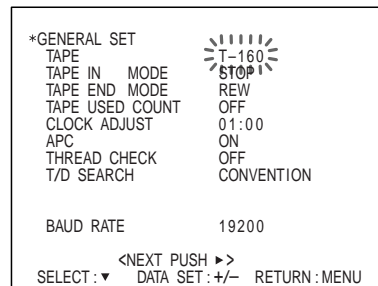 *GENERAL SET
TAPE T–160
TAPE IN MODE STOP
TAPE END MODE REW
TAPE USED COUNT OFF
CLOCK ADJUST 01:00
APC ON
THREAD CHECK OFF
T/D SEARCH CONVENTION
BAUD RATE 19200
<NEXT PUSH ►>
SELECT:▼ DATA SET:+/– RETURN:MENU